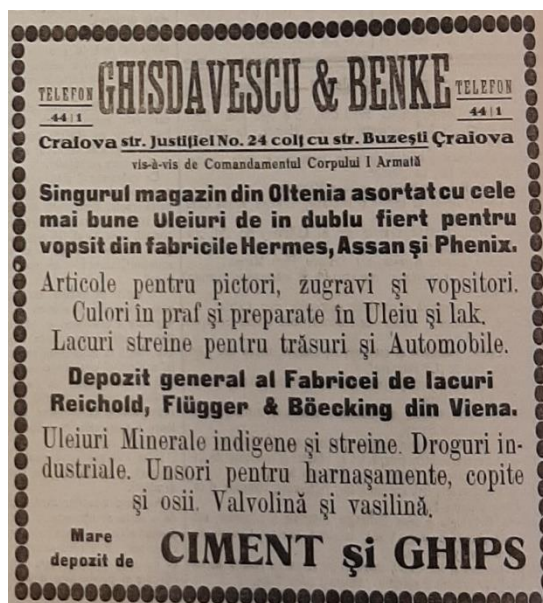 GHISDAVESCU & BENKE
TELEFON
44|1
TELEFON
44|1
Craiova str. Justiției No. 24 colț cu str. Buzești Craiova
vis-à-vis de Comandamentul Corpului I Armată
Singurul magazin din Oltenia asortat cu cele
mai bune Uleiuri de in dublu fiert pentru
vopsit din fabricile Hermes, Assan și Phenix.
Articole pentru pictori, zugravi și vopsitori.
Culori în praf și preparate în Uleiu și lak.
Lacuri streine pentru trăsuri și Automobile.
Depozit general al Fabricei de lacuri
Reichold, Flügger & Böecking din Viena.
Uleiuri Minerale indigene și streine. Droguri in-
dustriale. Unsori pentru harnașamente, copite
și osii. Valvolină și vasilină.
Mare
depozit de
CIMENT și GHIPS